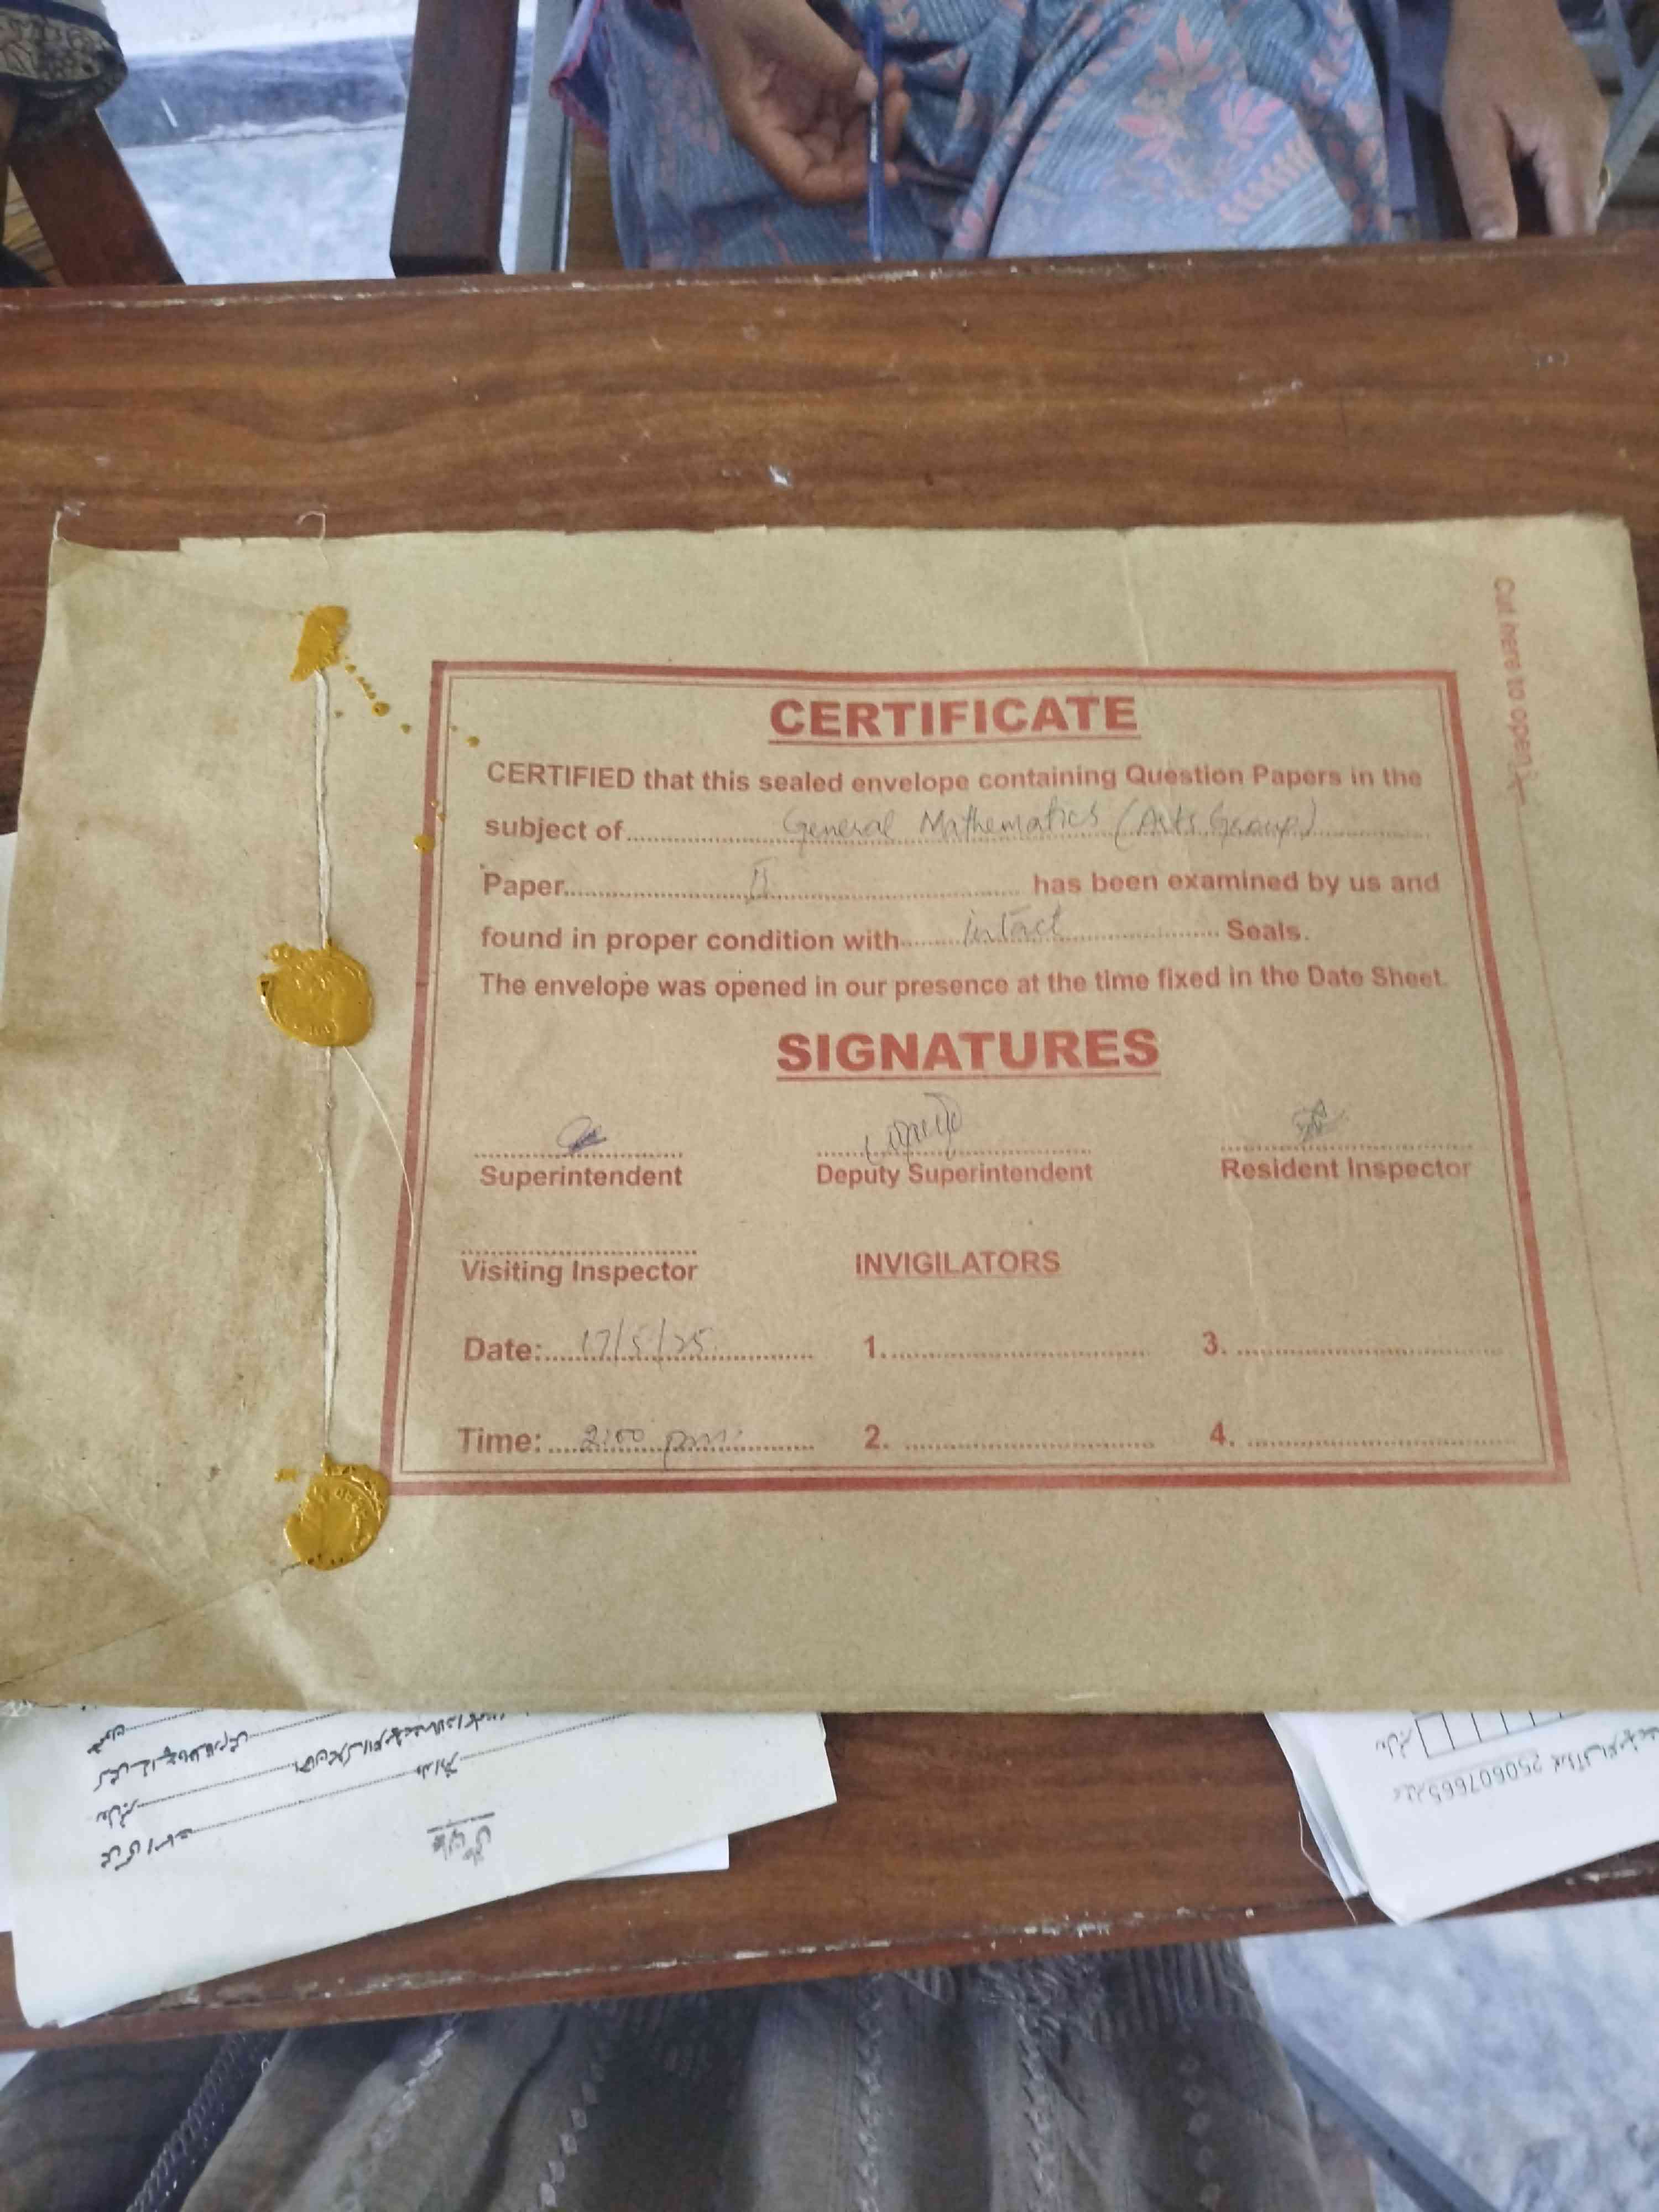 Cut here to open
CERTIFICATE
CERTIFIED that this sealed envelope containing Question Papers in the
subject of General Mathematics (Arts Group)
Paper II has been examined by us and
found in proper condition with intact Seals.
The envelope was opened in our presence at the time fixed in the Date Sheet.
SIGNATURES
Superintendent Deputy Superintendent Resident Inspector
Visiting Inspector INVIGILATORS
Date: 17/5/25 1. 3.
Time: 2:00 pm 2. 4.
250607665